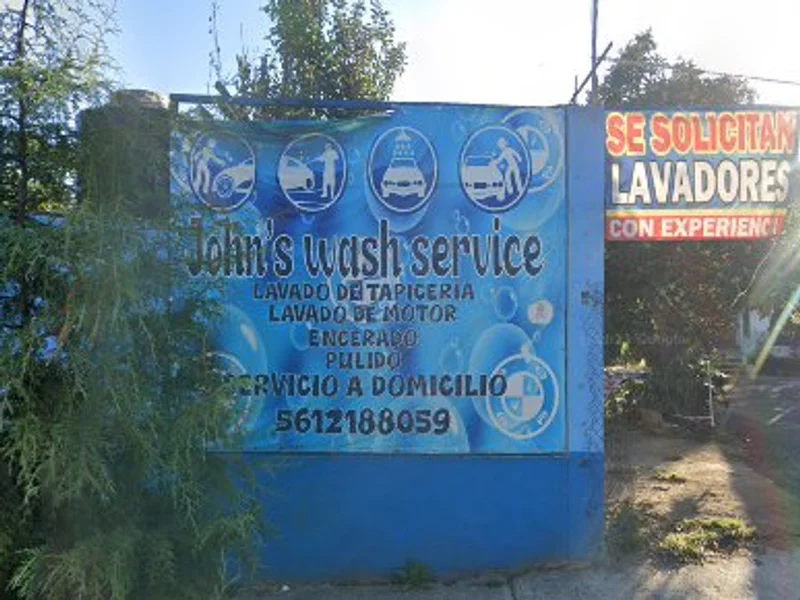 John's wash service
LAVADO DE TAPICERIA
LAVADO DE MOTOR
ENCERADO
PULIDO
SERVICIO A DOMICILIO
5612188059
SE SOLICITAN
LAVADORES
CON EXPERIENCIA